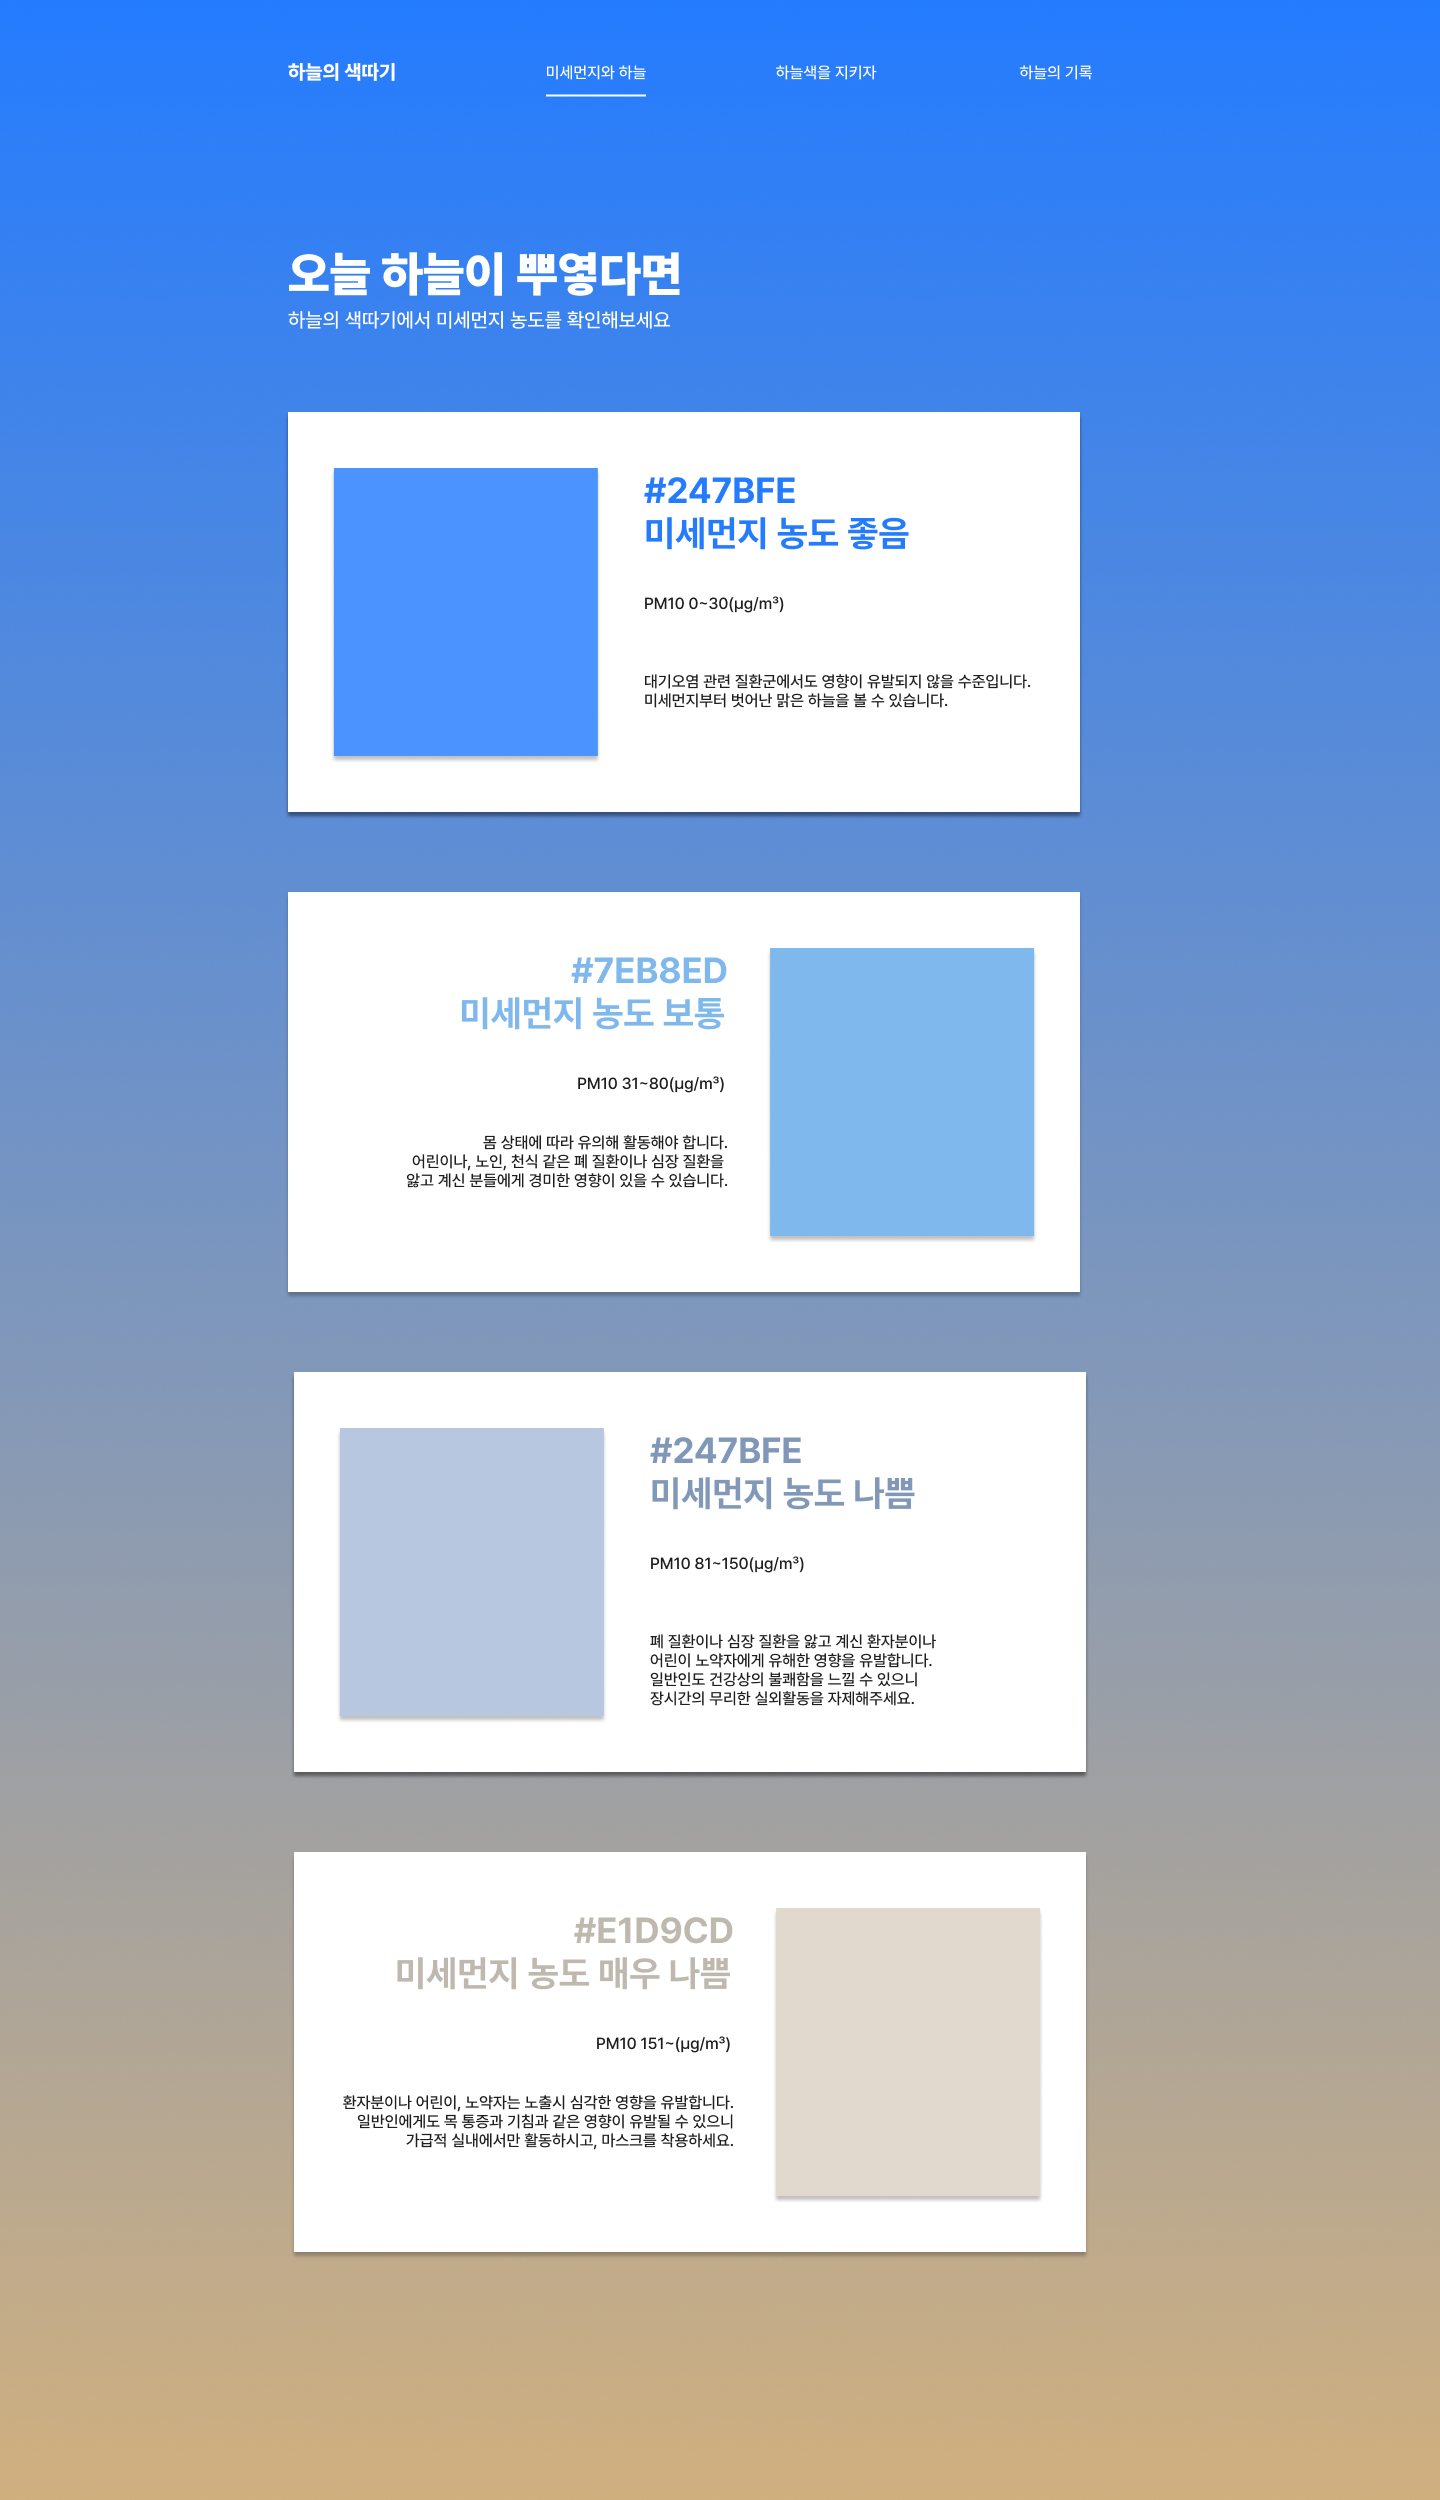 하늘의 색따기
미세먼지와 하늘
하늘색을 지키자
하늘의 기록
오늘 하늘이 뿌옇다면
하늘의 색따기에서 미세먼지 농도를 확인해보세요
#247BFE
미세먼지 농도 좋음
PM10 0~30(µg/m³)
대기오염 관련 질환군에서도 영향이 유발되지 않을 수준입니다.
미세먼지부터 벗어난 맑은 하늘을 볼 수 있습니다.
#7EB8ED
미세먼지 농도 보통
PM10 31~80(µg/m³)
몸 상태에 따라 유의해 활동해야 합니다.
어린이나, 노인, 천식 같은 폐 질환이나 심장 질환을
앓고 계신 분들에게 경미한 영향이 있을 수 있습니다.
#247BFE
미세먼지 농도 나쁨
PM10 81~150(µg/m³)
폐 질환이나 심장 질환을 앓고 계신 환자분이나
어린이 노약자에게 유해한 영향을 유발합니다.
일반인도 건강상의 불쾌함을 느낄 수 있으니
장시간의 무리한 실외활동을 자제해주세요.
#E1D9CD
미세먼지 농도 매우 나쁨
PM10 151~(µg/m³)
환자분이나 어린이, 노약자는 노출시 심각한 영향을 유발합니다.
일반인에게도 목 통증과 기침과 같은 영향이 유발될 수 있으니
가급적 실내에서만 활동하시고, 마스크를 착용하세요.